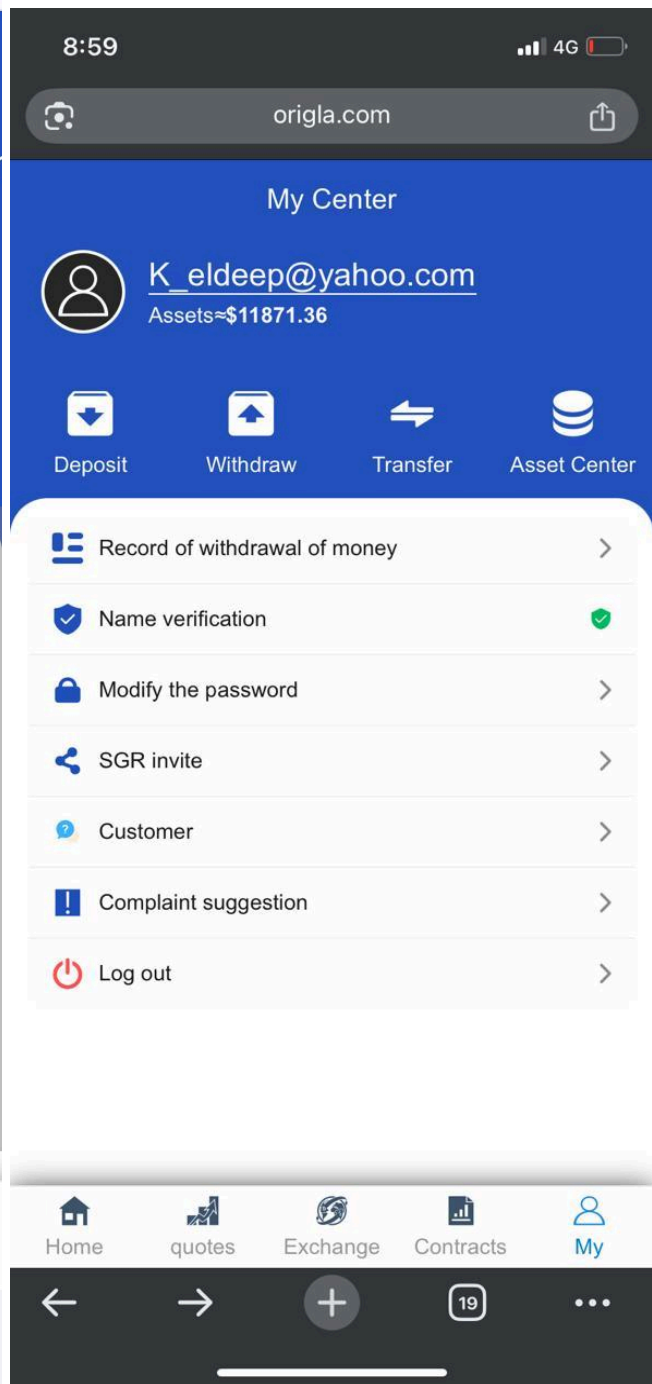 8:59
4G
origla.com
My Center
K_eldeep@yahoo.com
Assets≈$11871.36
Deposit Withdraw Transfer Asset Center
Record of withdrawal of money
Name verification
Modify the password
SGR invite
Customer
Complaint suggestion
Log out
Home quotes Exchange Contracts My
19